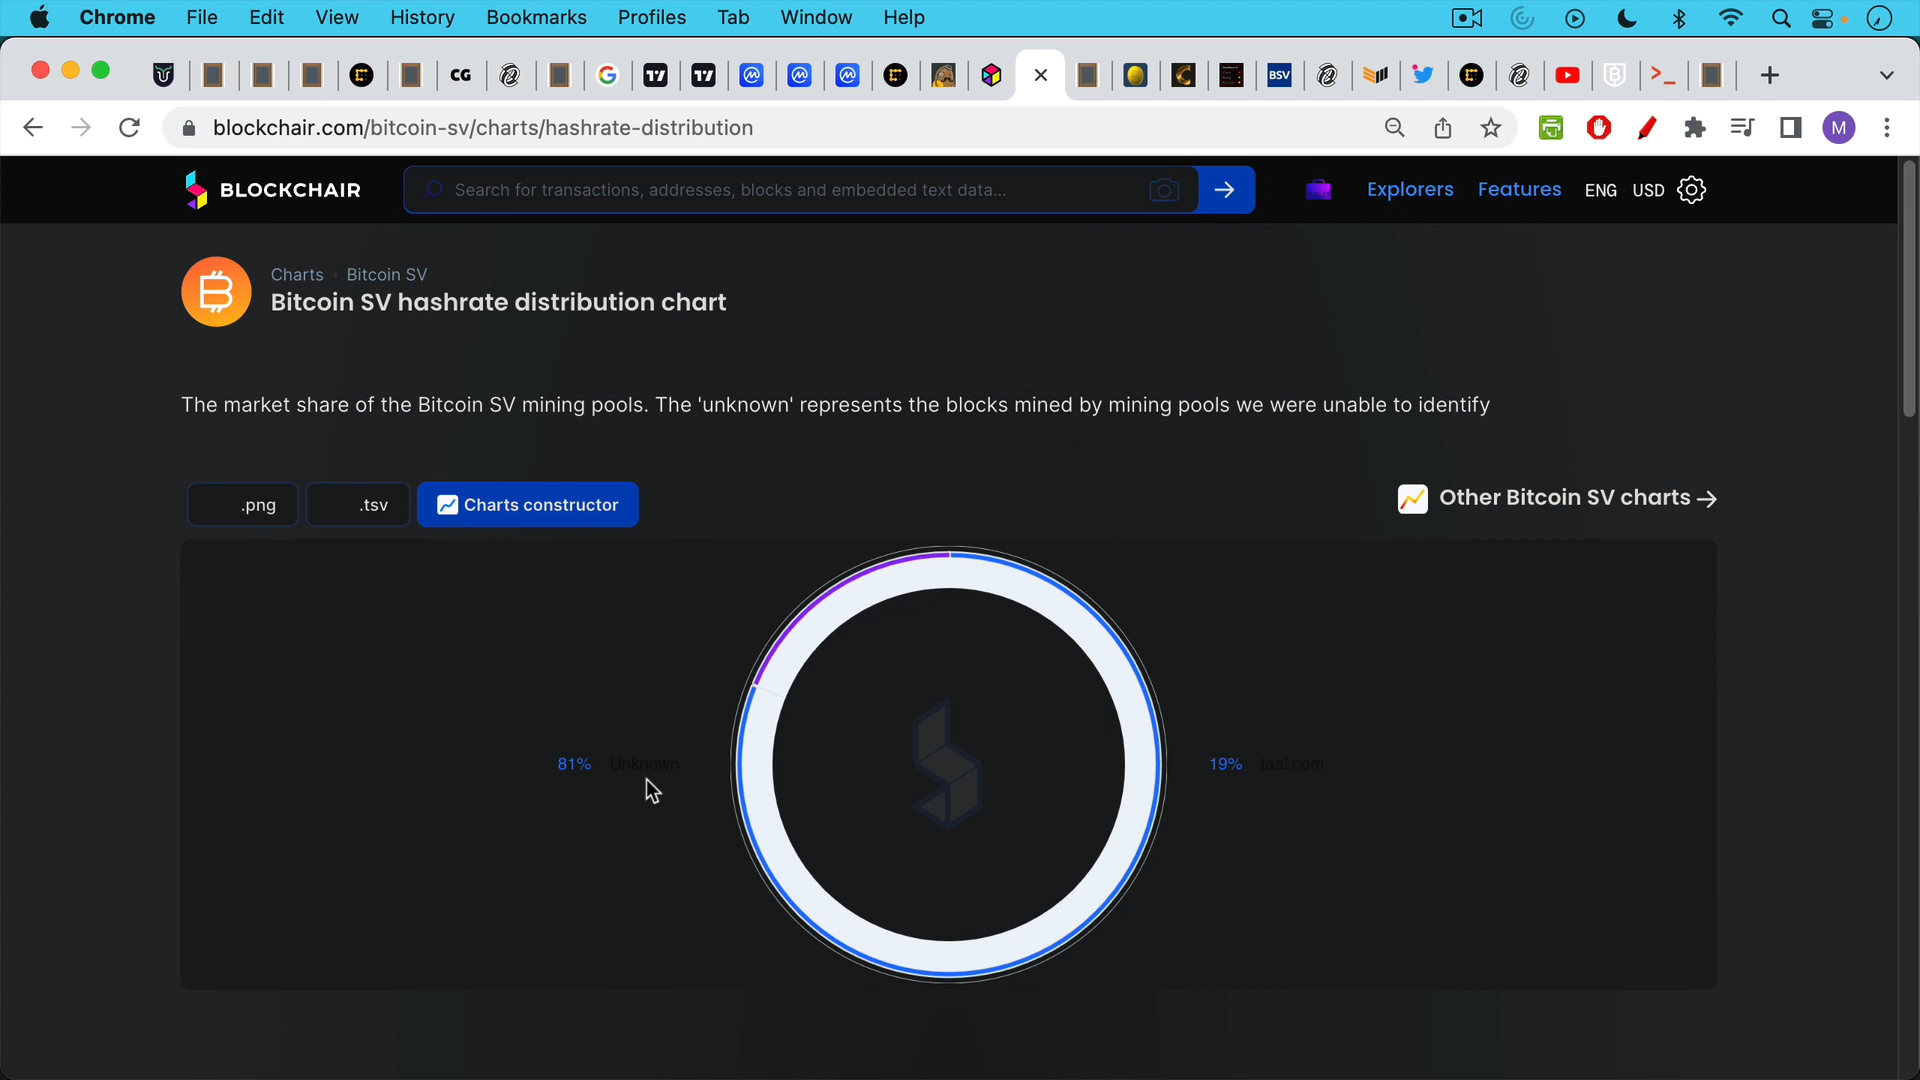 Chrome File Edit View History Bookmarks Profiles Tab Window Help
CG BSV
blockchair.com/bitcoin-sv/charts/hashrate-distribution M
BLOCKCHAIR Search for transactions, addresses, blocks and embedded text data... Explorers Features ENG USD
Charts Bitcoin SV
Bitcoin SV hashrate distribution chart
The market share of the Bitcoin SV mining pools. The 'unknown' represents the blocks mined by mining pools we were unable to identify
.png .tsv Charts constructor Other Bitcoin SV charts
81% Unknown 19% taal.com